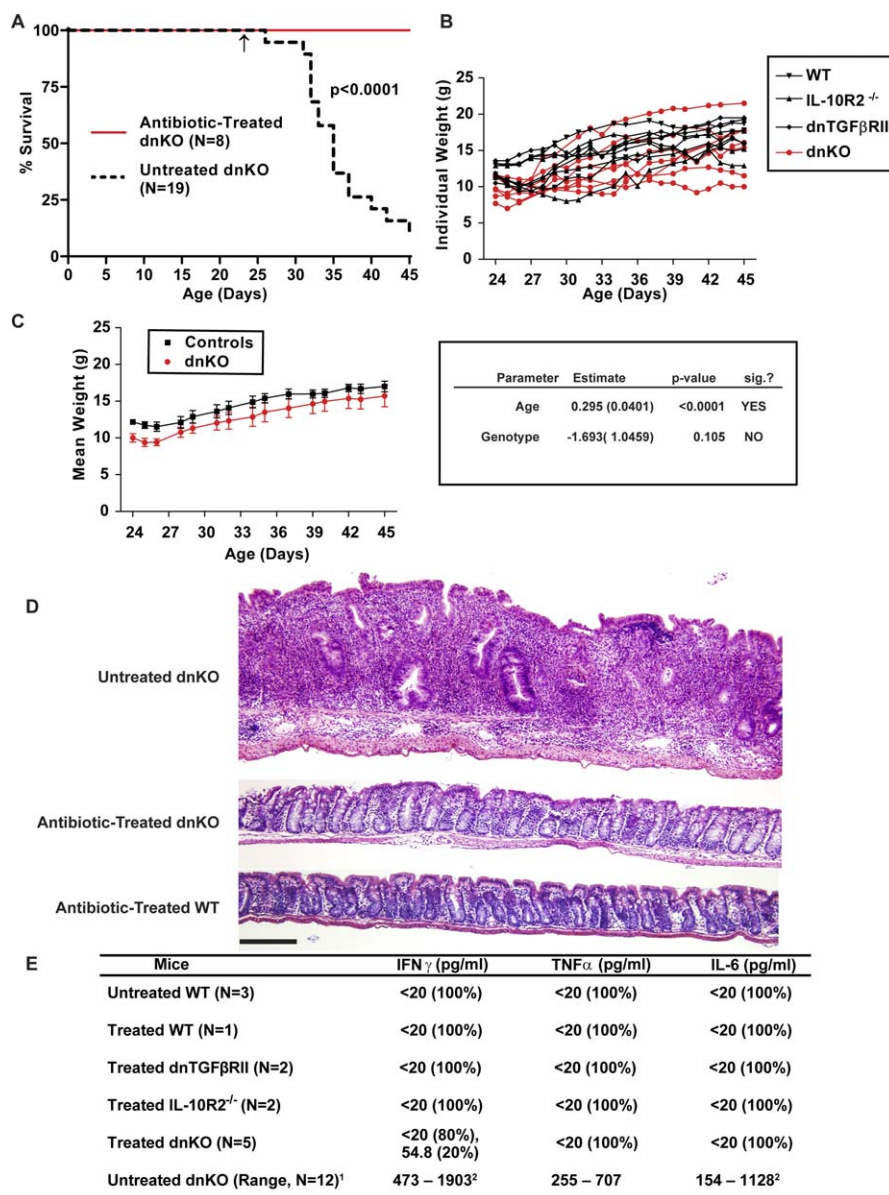 A
100
75
50
25
0
% Survival
p<0.0001
Antibiotic-Treated
dnKO (N=8)
Untreated dnKO
(N=19)
0 5 10 15 20 25 30 35 40 45
Age (Days)
B
25
20
15
10
5
0
Individual Weight (g)
24 27 30 33 36 39 42 45
Age (Days)
WT
IL-10R2 -/-
dnTGFβRII
dnKO
C
25
20
15
10
5
0
Mean Weight (g)
Controls
dnKO
24 27 30 33 36 39 42 45
Age (Days)
Parameter Estimate p-value sig.?
Age 0.295 (0.0401) <0.0001 YES
Genotype -1.693( 1.0459) 0.105 NO
D
Untreated dnKO
Antibiotic-Treated dnKO
Antibiotic-Treated WT
E
Mice IFNγ (pg/ml) TNFα (pg/ml) IL-6 (pg/ml)
Untreated WT (N=3) <20 (100%) <20 (100%) <20 (100%)
Treated WT (N=1) <20 (100%) <20 (100%) <20 (100%)
Treated dnTGFβRII (N=2) <20 (100%) <20 (100%) <20 (100%)
Treated IL-10R2-/- (N=2) <20 (100%) <20 (100%) <20 (100%)
Treated dnKO (N=5) <20 (80%), <20 (100%) <20 (100%)
54.8 (20%)
Untreated dnKO (Range, N=12)1 473 – 19032 255 – 707 154 – 11282